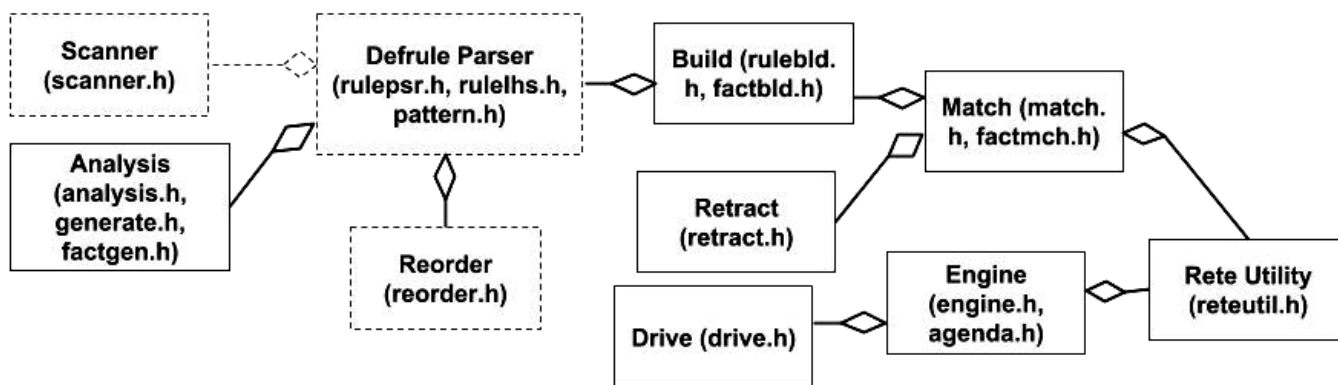 Scanner
(scanner.h)
Defrule Parser
(rulepsr.h, rulelhs.h,
pattern.h)
Build (rulebld.
h, factbld.h)
Match (match.
h, factmch.h)
Analysis
(analysis.h,
generate.h,
factgen.h)
Reorder
(reorder.h)
Retract
(retract.h)
Drive (drive.h)
Engine
(engine.h,
agenda.h)
Rete Utility
(reteutil.h)